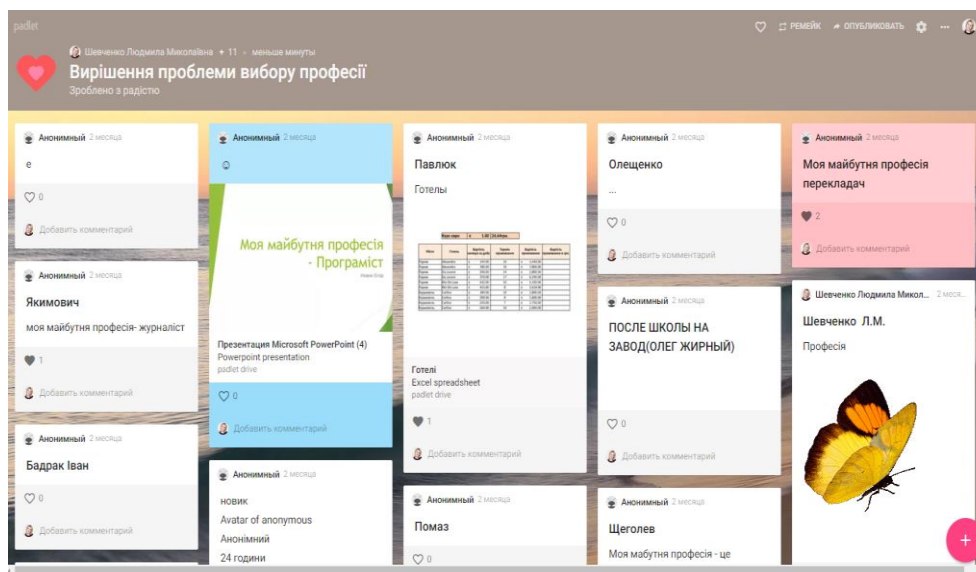 padlet
РЕМЕЙК
ОПУБЛИКОВАТЬ
Шевченко Людмила Миколаївна + 11 • меньше минуты
Вирішення проблеми вибору професії
Зроблено з радістю
Анонимный 2 месяца
е
0
Добавить комментарий
Анонимный 2 месяца
Якимович
моя майбутня професія- журналіст
1
Добавить комментарий
Анонимный 2 месяца
Бадрак Іван
0
Добавить комментарий
Анонимный 2 месяца
☺
Моя майбутня професія
- Програміст
Презентация Microsoft PowerPoint (4)
Powerpoint presentation
padlet drive
0
Добавить комментарий
Анонимный 2 месяца
новик
Avatar of anonymous
Анонімний
24 години
Анонимный 2 месяца
Павлюк
Готелы
Готелі
Excel spreadsheet
padlet drive
1
Добавить комментарий
Анонимный 2 месяца
Помаз
0
Анонимный 2 месяца
Олещенко
...
0
Добавить комментарий
Анонимный 2 месяца
ПОСЛЕ ШКОЛЫ НА
ЗАВОД(ОЛЕГ ЖИРНЫЙ)
0
Добавить комментарий
Анонимный 2 месяца
Щеголев
Моя мабутня професія - це
Анонимный 2 месяца
Моя майбутня професія
перекладач
2
Добавить комментарий
Шевченко Людмила Микол... 2 меся...
Шевченко Л.М.
Професія